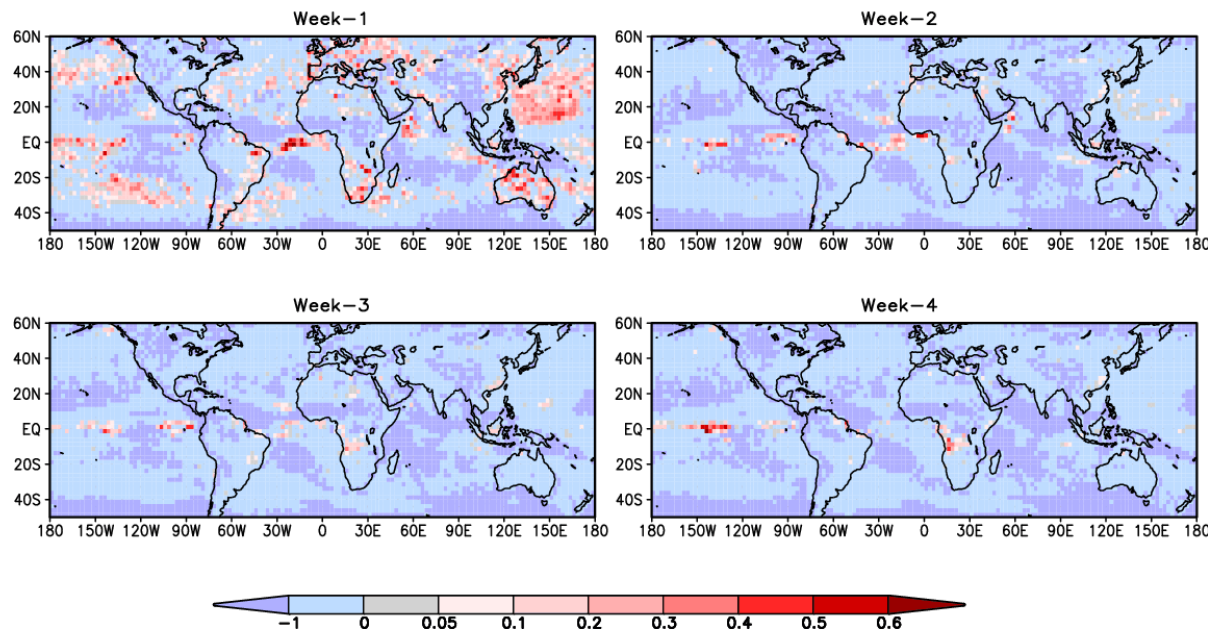 Week-1 Week-2
60N 60N
40N 40N
20N 20N
EQ EQ
20S 20S
40S 40S
180 150W 120W 90W 60W 30W 0 30E 60E 90E 120E 150E 180 180 150W 120W 90W 60W 30W 0 30E 60E 90E 120E 150E 180
Week-3 Week-4
60N 60N
40N 40N
20N 20N
EQ EQ
20S 20S
40S 40S
180 150W 120W 90W 60W 30W 0 30E 60E 90E 120E 150E 180 180 150W 120W 90W 60W 30W 0 30E 60E 90E 120E 150E 180
-1 0 0.05 0.1 0.2 0.3 0.4 0.5 0.6